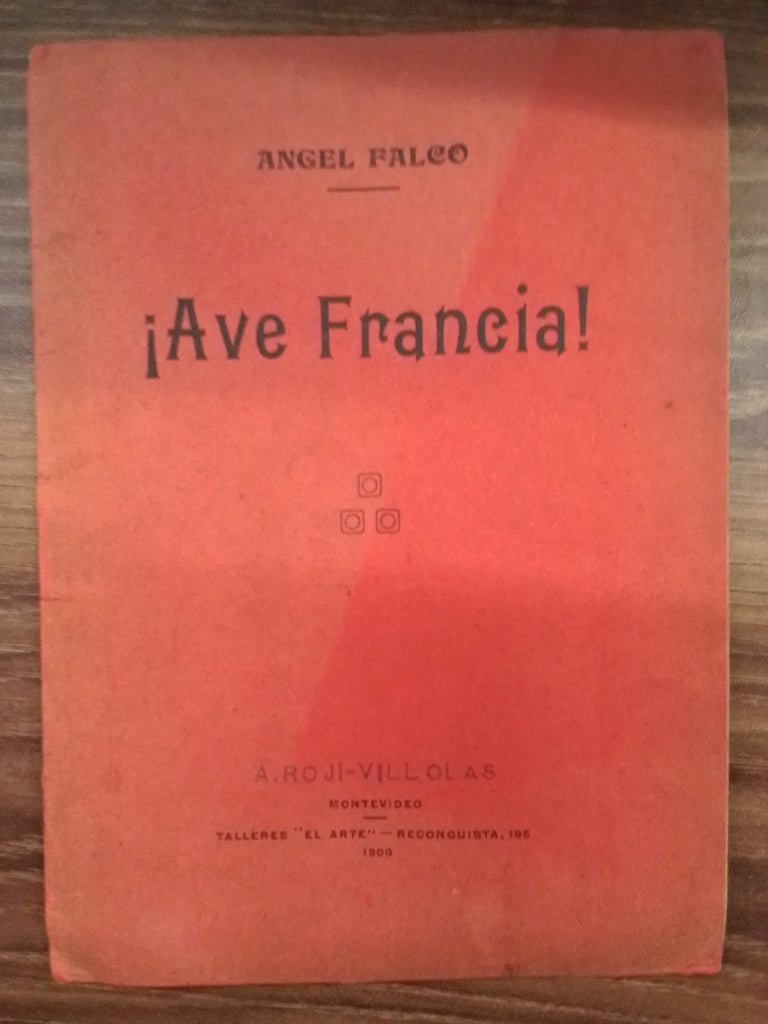 ANGEL FALCO
¡Ave Francia!
A. ROJI-VILLOLAS
MONTEVIDEO
TALLERES "EL ARTE" — RECONQUISTA, 195
1906